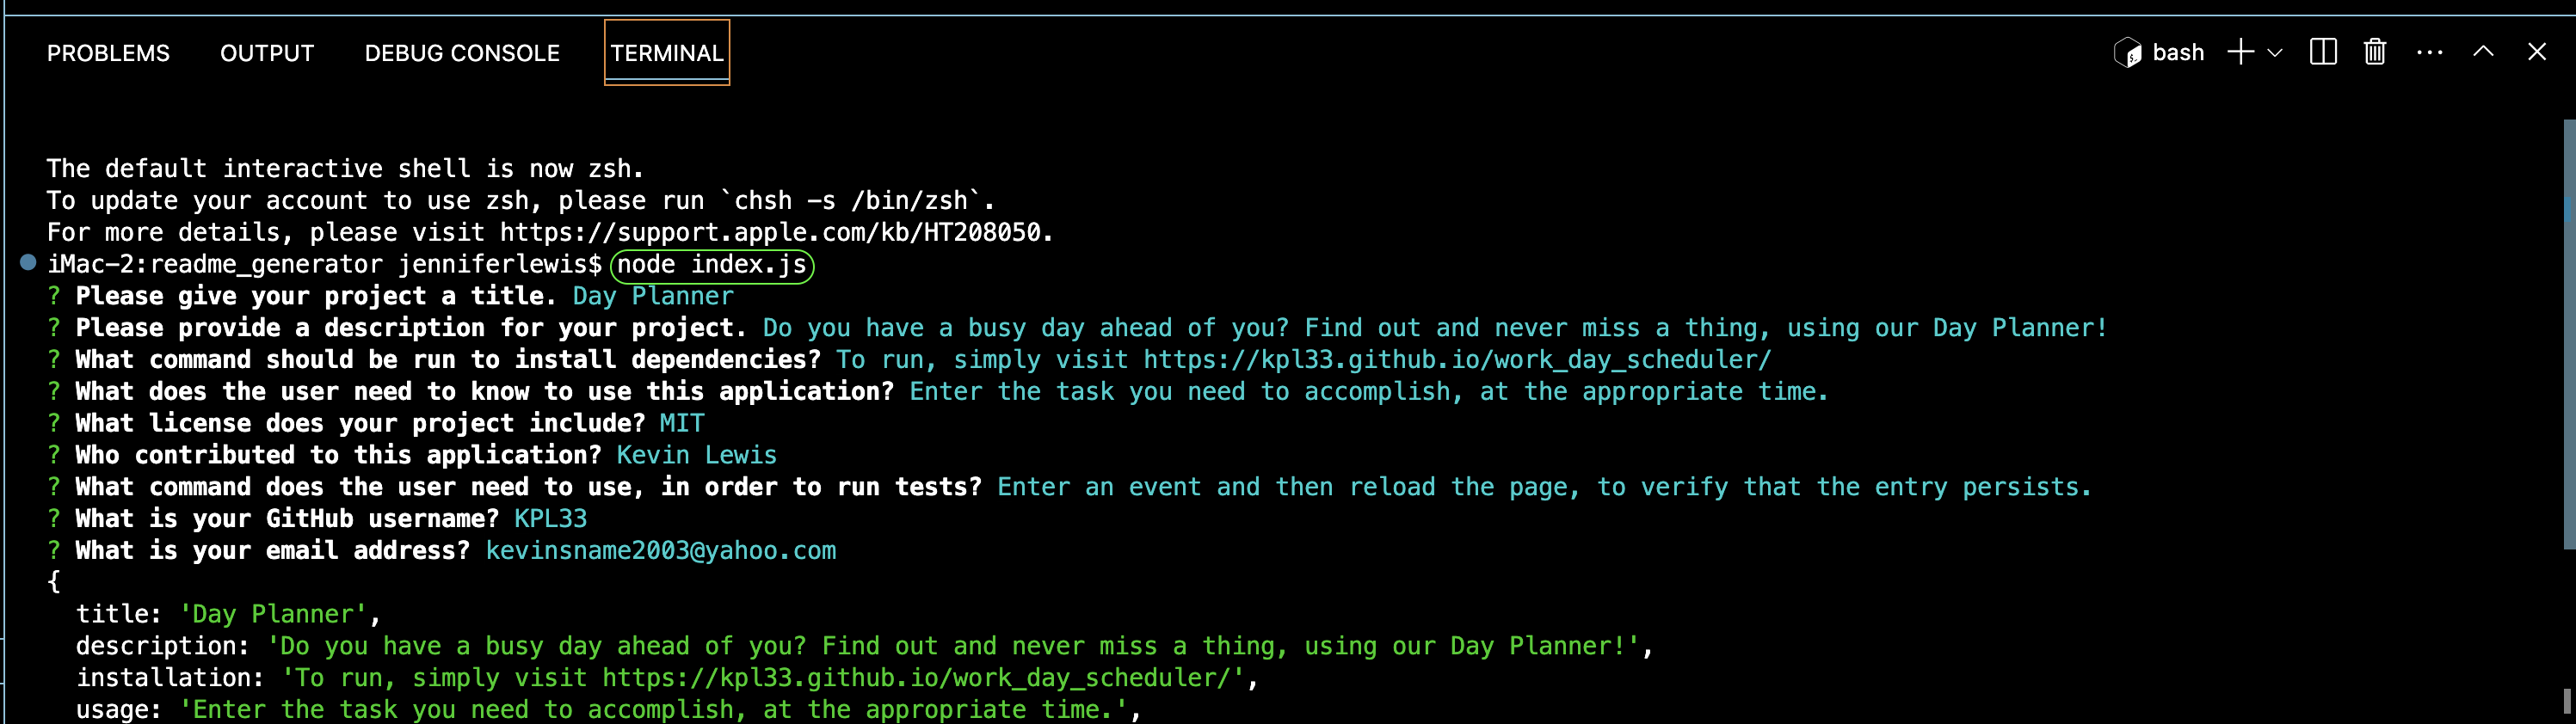 PROBLEMS OUTPUT DEBUG CONSOLE TERMINAL bash
The default interactive shell is now zsh.
To update your account to use zsh, please run `chsh -s /bin/zsh`.
For more details, please visit https://support.apple.com/kb/HT208050.
iMac-2:readme_generator jenniferlewis$ node index.js
? Please give your project a title. Day Planner
? Please provide a description for your project. Do you have a busy day ahead of you? Find out and never miss a thing, using our Day Planner!
? What command should be run to install dependencies? To run, simply visit https://kpl33.github.io/work_day_scheduler/
? What does the user need to know to use this application? Enter the task you need to accomplish, at the appropriate time.
? What license does your project include? MIT
? Who contributed to this application? Kevin Lewis
? What command does the user need to use, in order to run tests? Enter an event and then reload the page, to verify that the entry persists.
? What is your GitHub username? KPL33
? What is your email address? kevinsname2003@yahoo.com
{
  title: 'Day Planner',
  description: 'Do you have a busy day ahead of you? Find out and never miss a thing, using our Day Planner!',
  installation: 'To run, simply visit https://kpl33.github.io/work_day_scheduler/',
  usage: 'Enter the task you need to accomplish, at the appropriate time.',